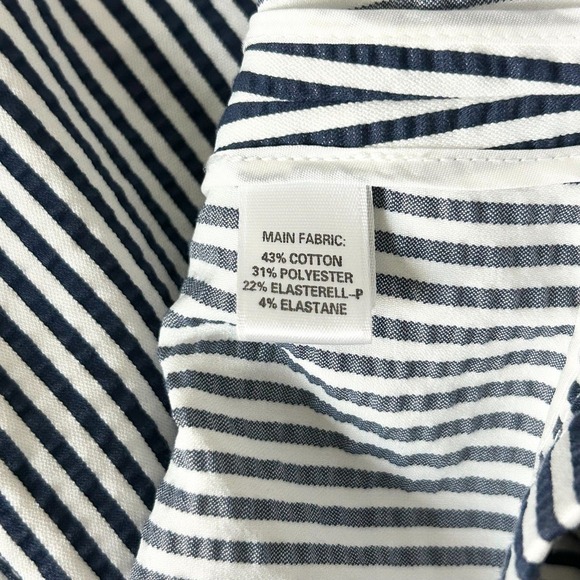 MAIN FABRIC:
43% COTTON
31% POLYESTER
22% ELASTERELL-P
4% ELASTANE